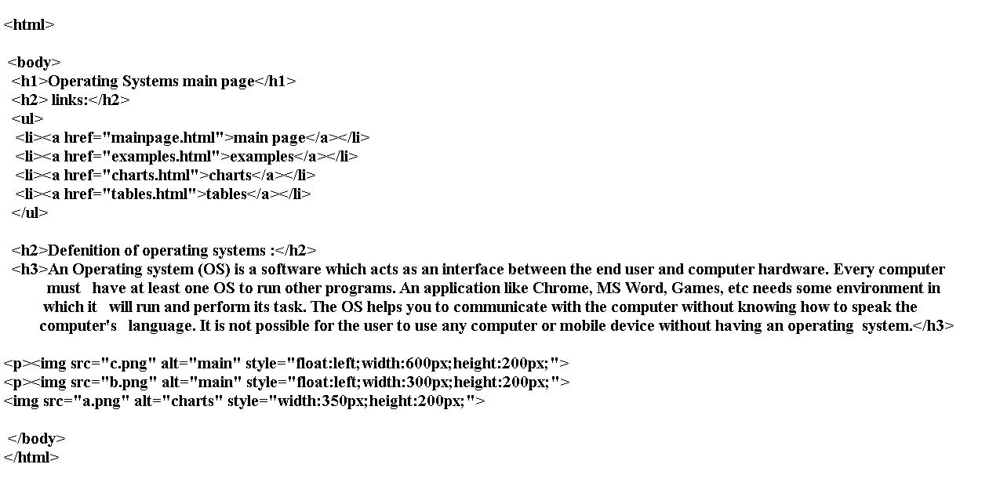 <html>
<body>
<h1>Operating Systems main page</h1>
<h2> links:</h2>
<ul>
<li><a href="mainpage.html">main page</a></li>
<li><a href="examples.html">examples</a></li>
<li><a href="charts.html">charts</a></li>
<li><a href="tables.html">tables</a></li>
</ul>
<h2>Defenition of operating systems :</h2>
<h3>An Operating system (OS) is a software which acts as an interface between the end user and computer hardware. Every computer
must   have at least one OS to run other programs. An application like Chrome, MS Word, Games, etc needs some environment in
which it   will run and perform its task. The OS helps you to communicate with the computer without knowing how to speak the
computer's   language. It is not possible for the user to use any computer or mobile device without having an operating  system.</h3>
<p><img src="c.png" alt="main" style="float:left;width:600px;height:200px;">
<p><img src="b.png" alt="main" style="float:left;width:300px;height:200px;">
<img src="a.png" alt="charts" style="width:350px;height:200px;">
</body>
</html>